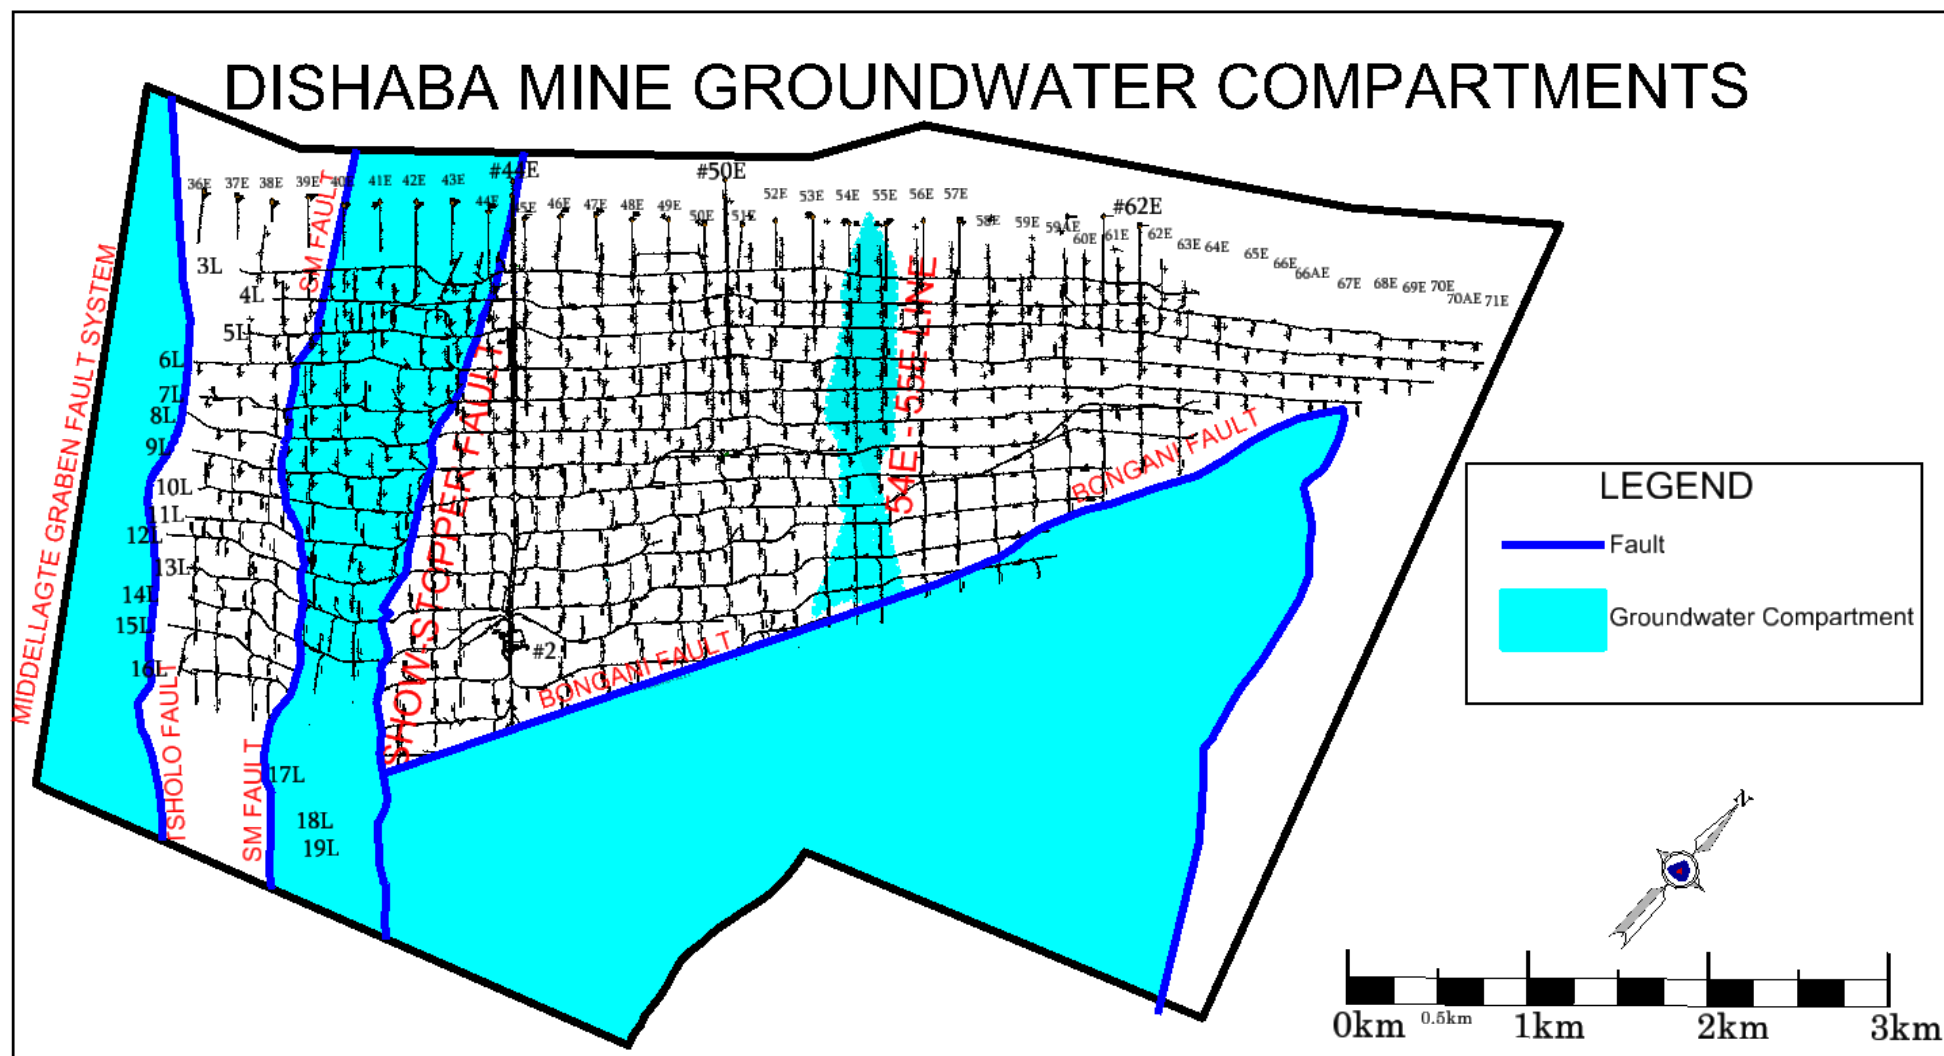 DISHABA MINE GROUNDWATER COMPARTMENTS
#44E
#50E
#62E
36E
37E
38E
39E
40E
41E
42E
43E
44E
45E
46E
47E
48E
49E
50E
51E
52E
53E
54E
55E
56E
57E
58E
59E
59AE
60E
61E
62E
63E
64E
65E
66E
66AE
67E
68E
69E
70E
70AE
71E
3L
4L
5L
6L
7L
8L
9L
10L
11L
12L
13L
14L
15L
16L
17L
18L
19L
#2
MIDDELLAGTE GRABEN FAULT SYSTEM
TSHOLO FAULT
SM FAULT
SM FAULT
SHOW-STOPPER FAULT
54E - 55E LINE
BONGANI FAULT
BONGANI FAULT
LEGEND
Fault
Groundwater Compartment
N
0km
0.5km
1km
2km
3km